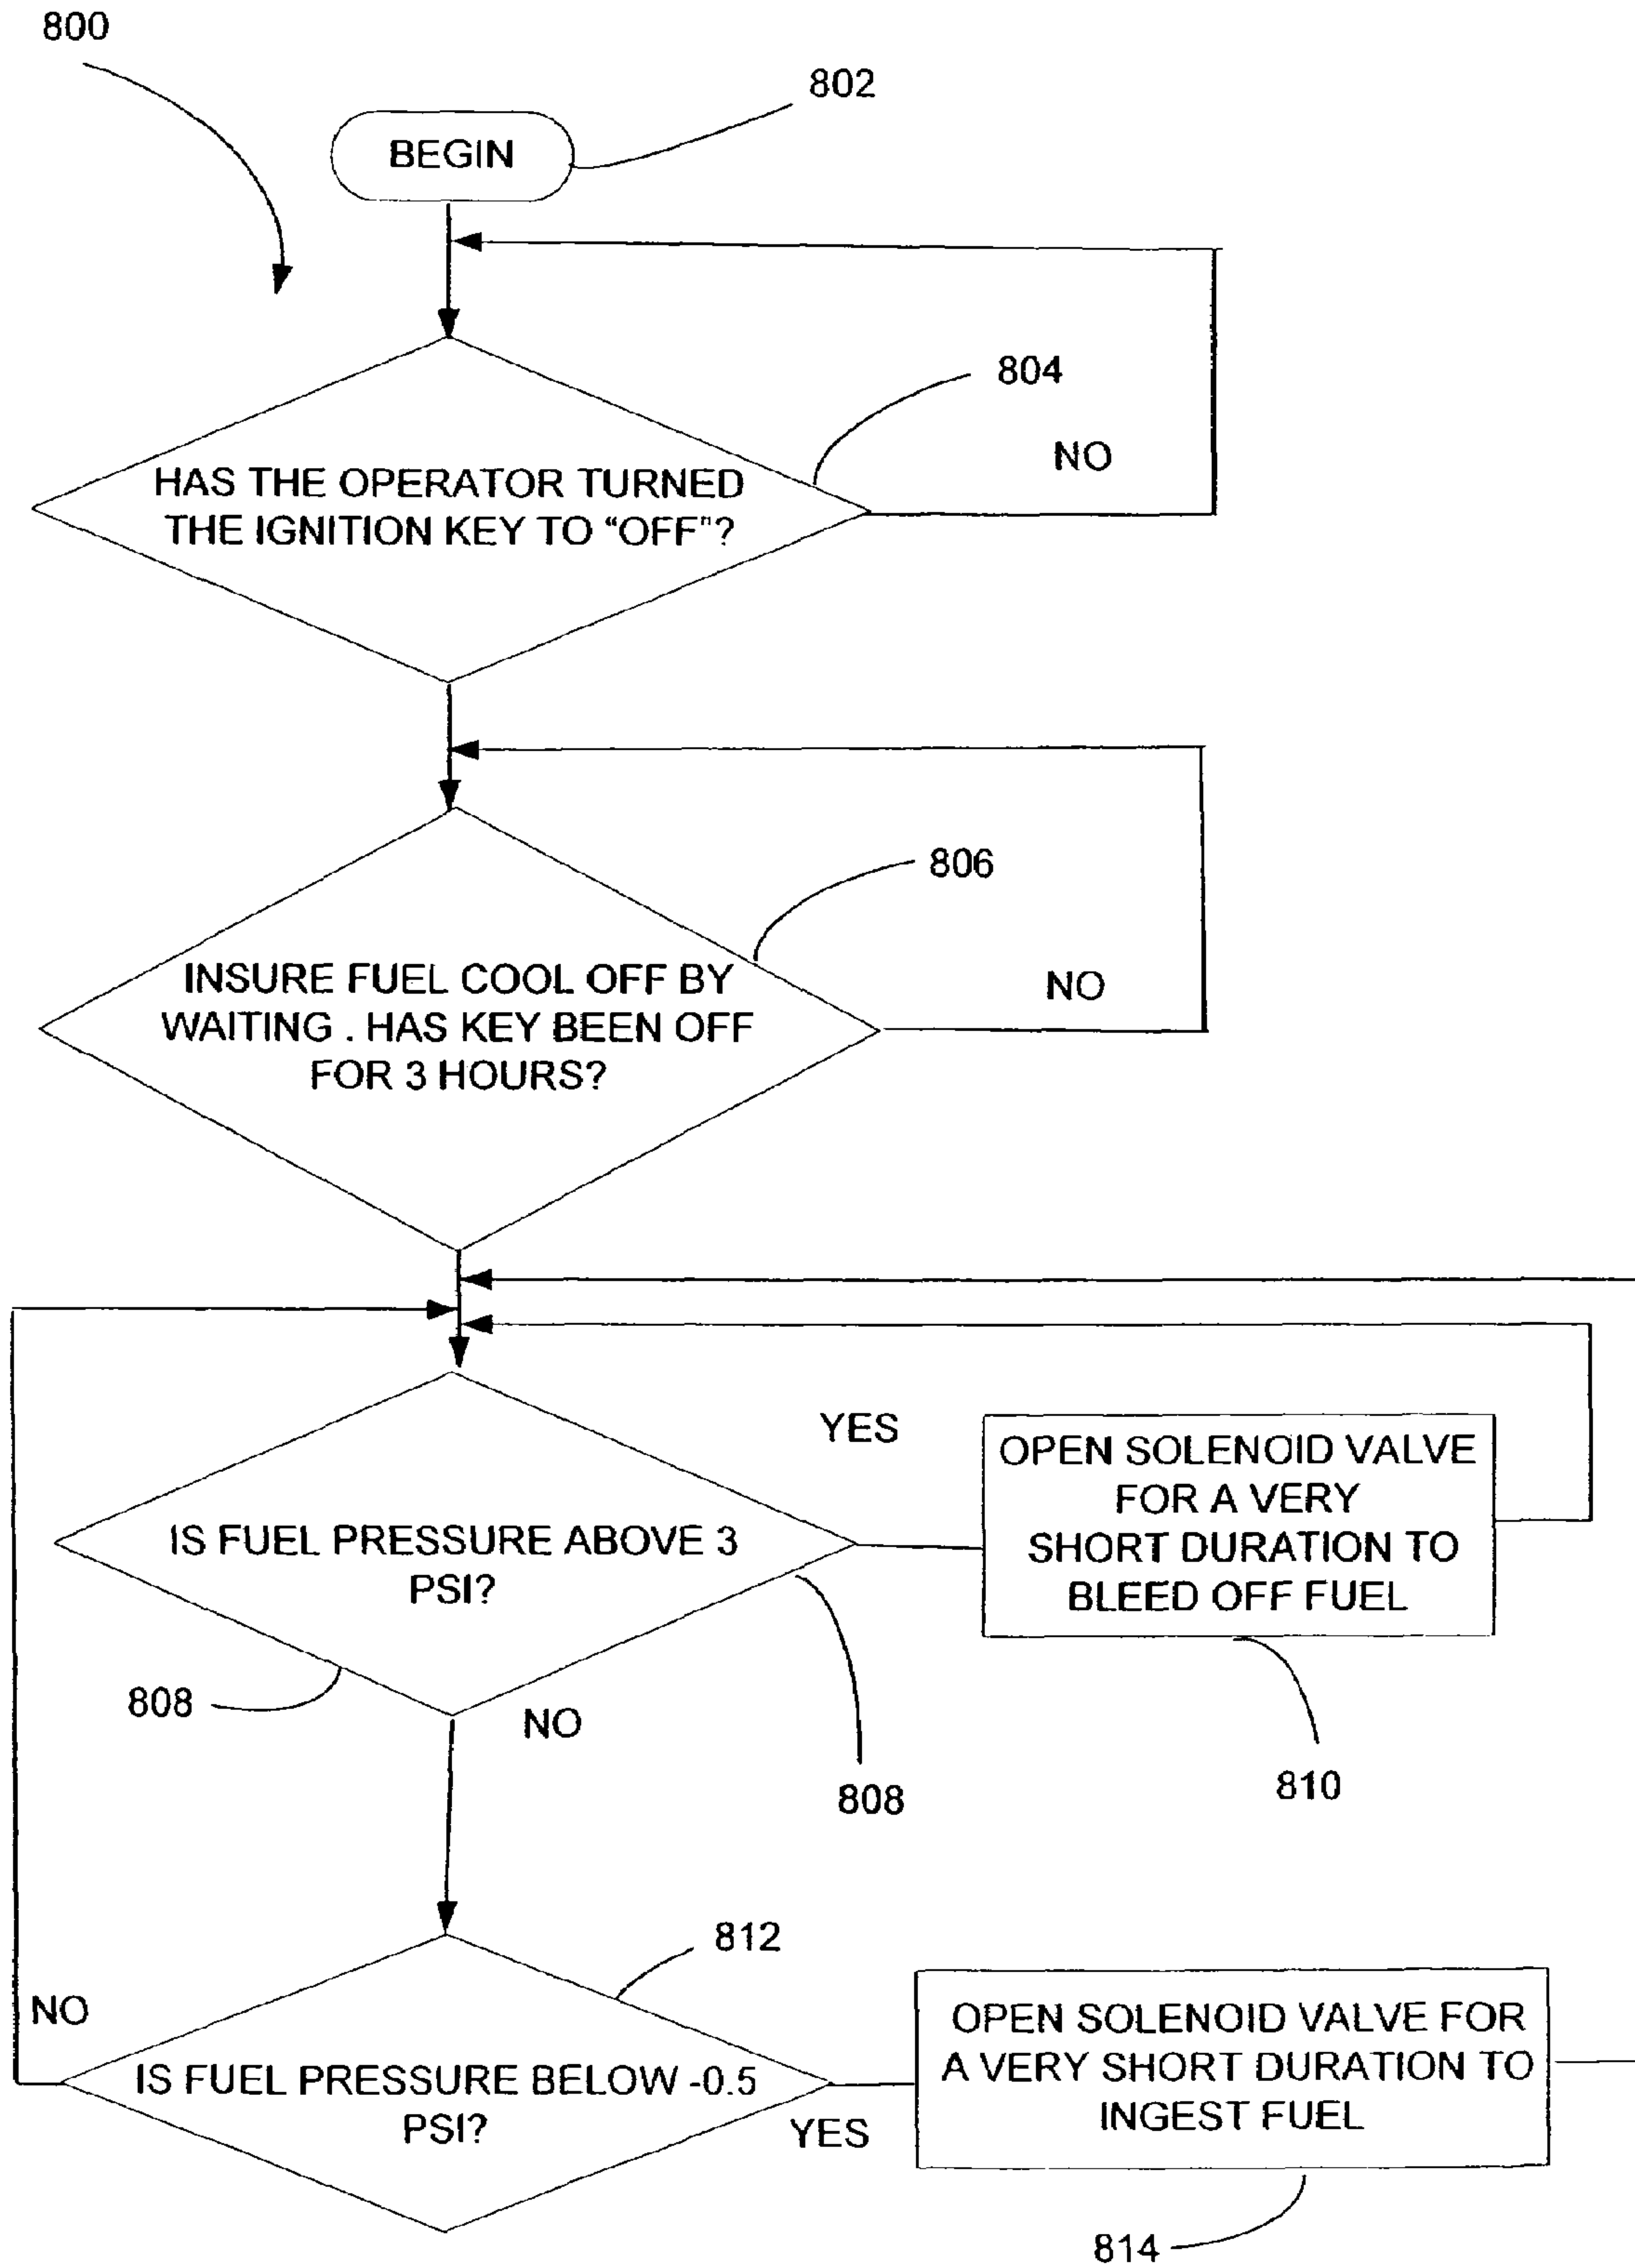 800
802
BEGIN
804
NO
HAS THE OPERATOR TURNED
THE IGNITION KEY TO “OFF”?
806
INSURE FUEL COOL OFF BY
WAITING . HAS KEY BEEN OFF
FOR 3 HOURS?
NO
YES
OPEN SOLENOID VALVE
FOR A VERY
SHORT DURATION TO
BLEED OFF FUEL
IS FUEL PRESSURE ABOVE 3
PSI?
808
NO
808
810
812
NO
IS FUEL PRESSURE BELOW -0.5
PSI?
YES
OPEN SOLENOID VALVE FOR
A VERY SHORT DURATION TO
INGEST FUEL
814